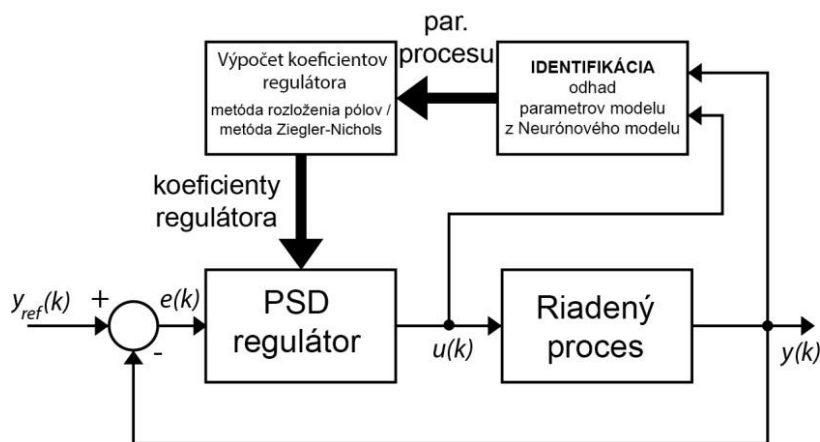 par.
procesu
Výpočet koeficientov
regulátora
metóda rozloženia pólov /
metóda Ziegler-Nichols
IDENTIFIKÁCIA
odhad
parametrov modelu
z Neurónového modelu
koeficienty
regulátora
y_ref(k)
+
-
e(k)
PSD
regulátor
u(k)
Riadený
proces
y(k)